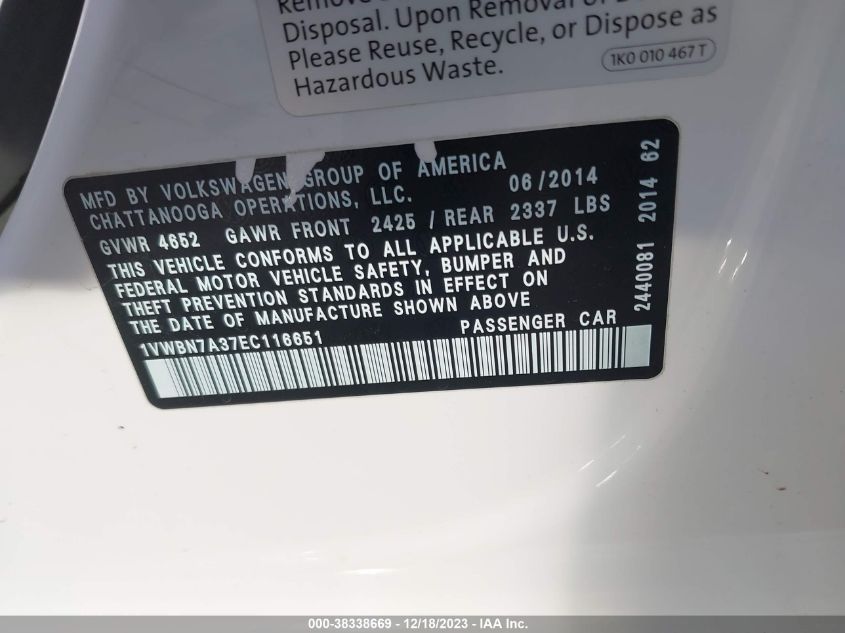 Disposal. Upon Removal
Please Reuse, Recycle, or Dispose as
Hazardous Waste.
1K0 010 467 T
MFD BY VOLKSWAGEN GROUP OF AMERICA
CHATTANOOGA OPERATIONS, LLC. 06/2014
GVWR 4652 GAWR FRONT 2425 / REAR 2337 LBS
THIS VEHICLE CONFORMS TO ALL APPLICABLE U.S.
FEDERAL MOTOR VEHICLE SAFETY, BUMPER AND
THEFT PREVENTION STANDARDS IN EFFECT ON
THE DATE OF MANUFACTURE SHOWN ABOVE
1VWBN7A37EC116651 PASSENGER CAR
2440081 2014 62
000-38338669 - 12/18/2023 - IAA Inc.